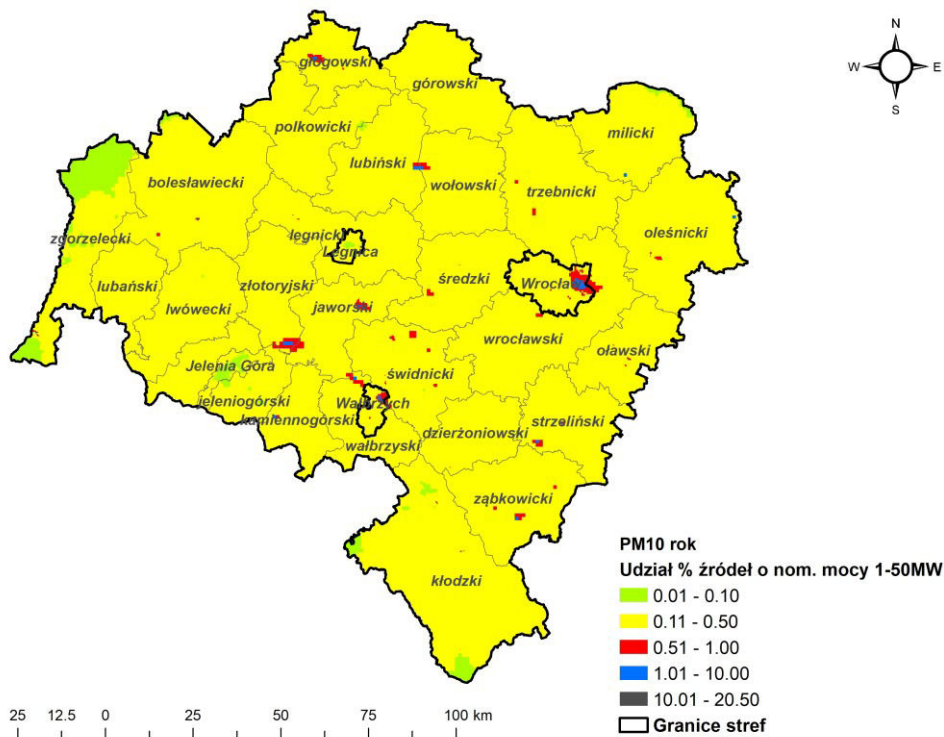 N
W E
S
głogowski
górowski
polkowicki
milicki
lubiński
bolesławiecki
wołowski
trzebnicki
zgorzelecki
legnicki
Legnica
oleśnicki
lubański
złotoryjski
średzki
Wrocław
lwówecki
jaworski
wrocławski
oławski
Jelenia Góra
świdnicki
jeleniogórski
Wałbrzych
kamiennogórski
strzeliński
dzierżoniowski
wałbrzyski
ząbkowicki
kłodzki
PM10 rok
Udział % źródeł o nom. mocy 1-50MW
0.01 - 0.10
0.11 - 0.50
0.51 - 1.00
1.01 - 10.00
10.01 - 20.50
Granice stref
25 12.5 0 25 50 75 100 km